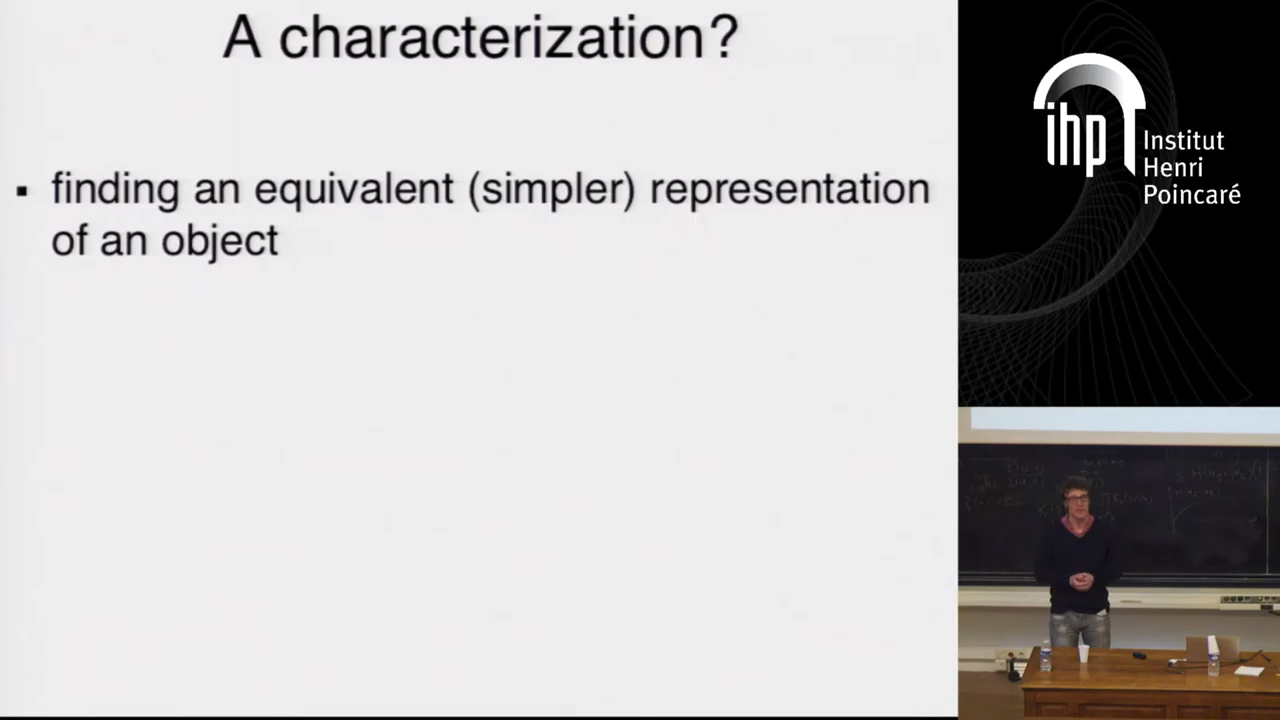 A characterization?
▪ finding an equivalent (simpler) representation
of an object
ihp
Institut
Henri
Poincaré